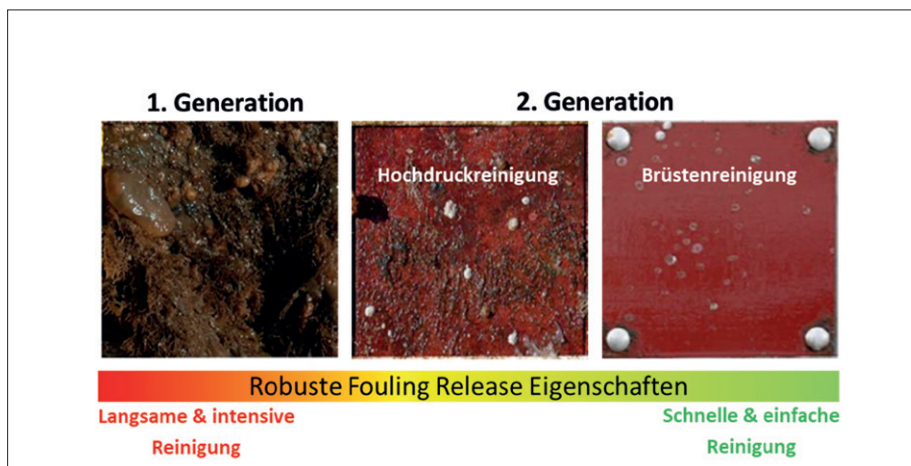 1. Generation
2. Generation
Hochdruckreinigung
Brüstenreinigung
Robuste Fouling Release Eigenschaften
Langsame & intensive
Reinigung
Schnelle & einfache
Reinigung